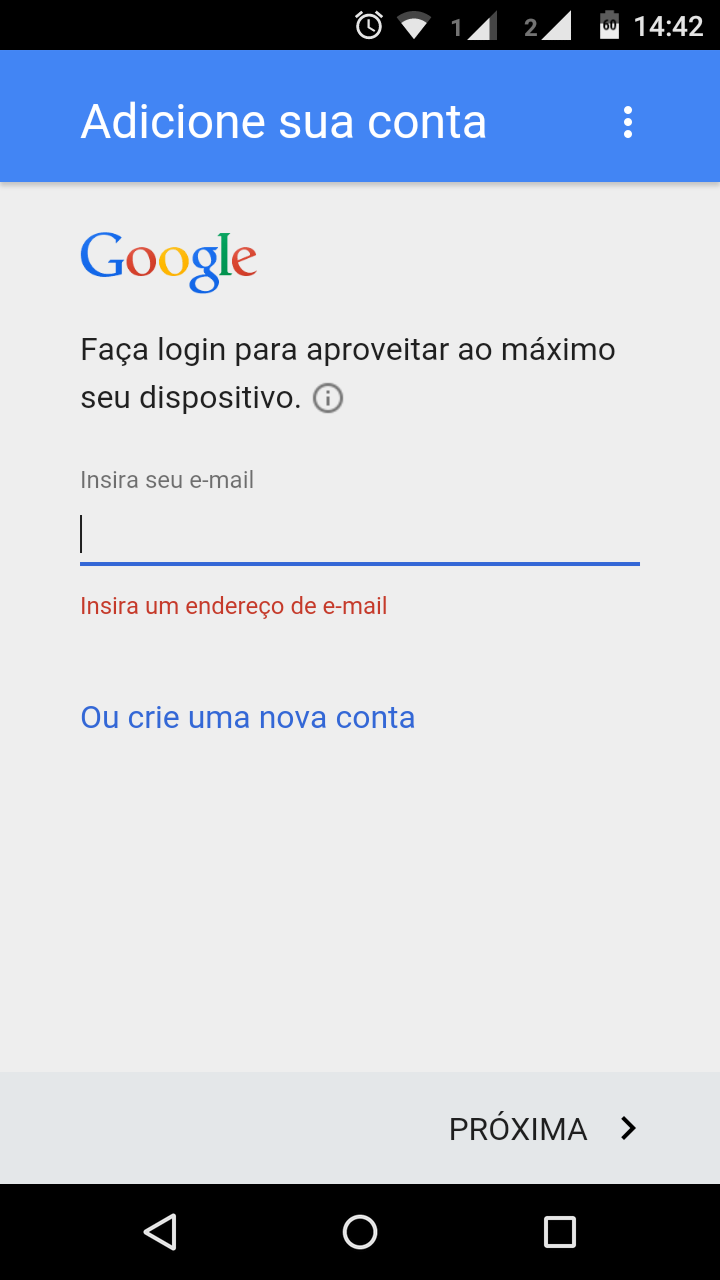 1 2 60 14:42
Adicione sua conta
Google
Faça login para aproveitar ao máximo
seu dispositivo.
Insira seu e-mail
Insira um endereço de e-mail
Ou crie uma nova conta
PRÓXIMA